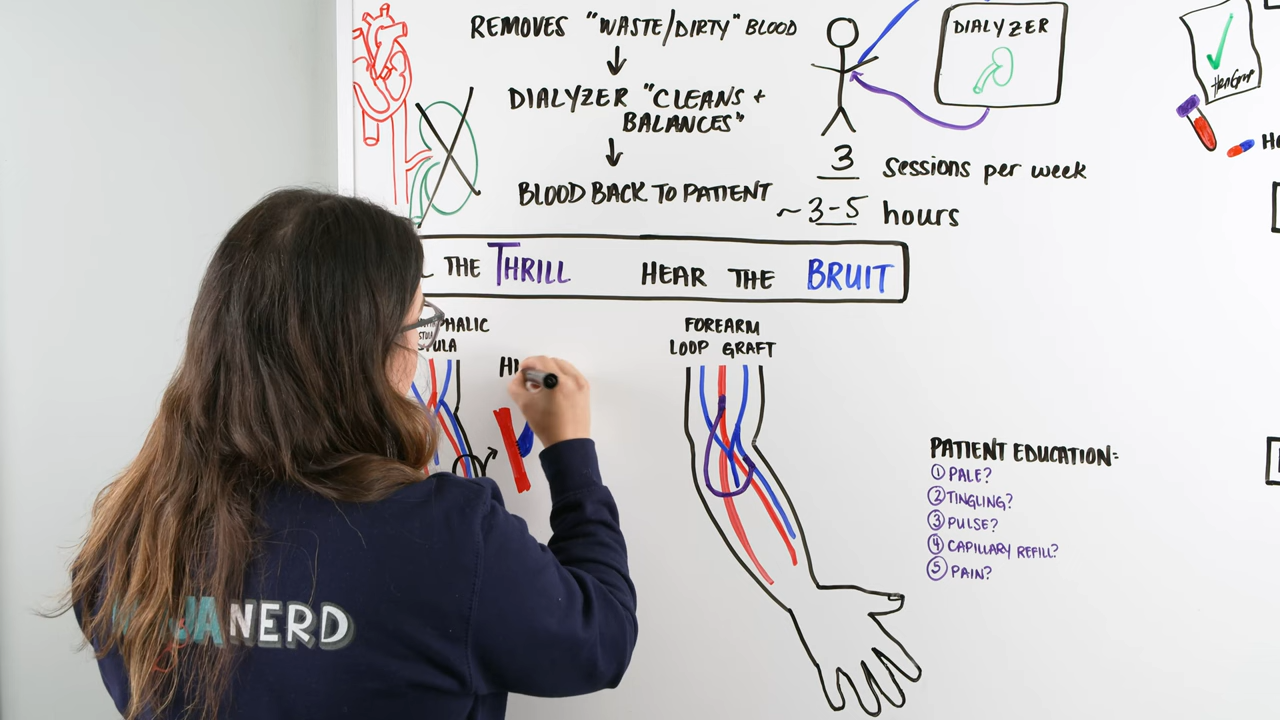 REMOVES "WASTE/DIRTY" BLOOD
DIALYZER "CLEANS +
BALANCES"
BLOOD BACK TO PATIENT
DIALYZER
3 sessions per week
~3-5 hours
THE THRILL HEAR THE BRUIT
FOREARM
LOOP GRAFT
PATIENT EDUCATION:
① PALE?
② TINGLING?
③ PULSE?
④ CAPILLARY REFILL?
⑤ PAIN?
NERD